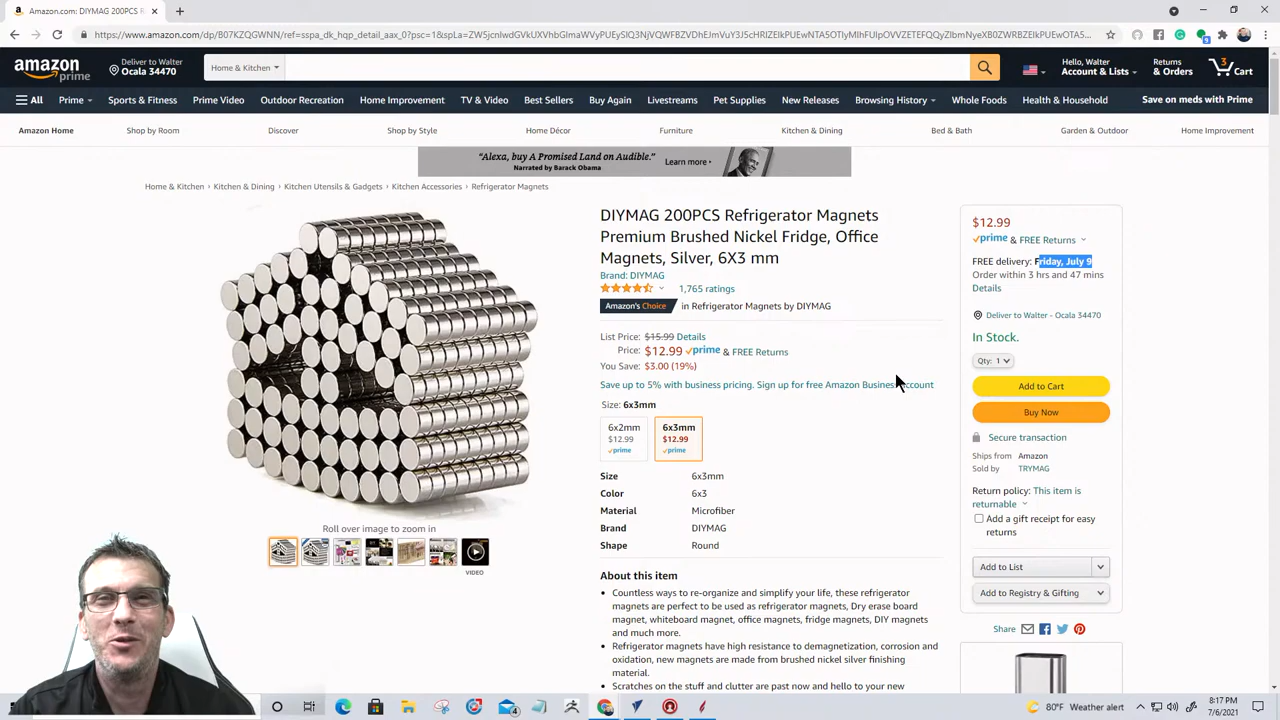 Amazon.com: DIYMAG 200PCS R
amazon prime
Deliver to Walter
Ocala 34470
Home & Kitchen
Hello, Walter
Account & Lists
Returns
& Orders
3
Cart
All
Prime
Sports & Fitness
Prime Video
Outdoor Recreation
Home Improvement
TV & Video
Best Sellers
Buy Again
Livestreams
Pet Supplies
New Releases
Browsing History
Whole Foods
Health & Household
Save on meds with Prime
Amazon Home
Shop by Room
Discover
Shop by Style
Home Décor
Furniture
Kitchen & Dining
Bed & Bath
Garden & Outdoor
Home Improvement
"Alexa, buy A Promised Land on Audible."
Narrated by Barack Obama
Learn more ›
Home & Kitchen › Kitchen & Dining › Kitchen Utensils & Gadgets › Kitchen Accessories › Refrigerator Magnets
Roll over image to zoom in
VIDEO
DIYMAG 200PCS Refrigerator Magnets
Premium Brushed Nickel Fridge, Office
Magnets, Silver, 6X3 mm
Brand: DIYMAG
1,765 ratings
Amazon's Choice in Refrigerator Magnets by DIYMAG
List Price: $15.99 Details
Price: $12.99 prime & FREE Returns
You Save: $3.00 (19%)
Save up to 5% with business pricing. Sign up for free Amazon Business account
Size: 6x3mm
6x2mm
$12.99
prime
6x3mm
$12.99
prime
Size 6x3mm
Color 6x3
Material Microfiber
Brand DIYMAG
Shape Round
About this item
• Countless ways to re-organize and simplify your life, these refrigerator
magnets are perfect to be used as refrigerator magnets, Dry erase board
magnet, whiteboard magnet, office magnets, fridge magnets, DIY magnets
and much more.
• Refrigerator magnets have high resistance to demagnetization, corrosion and
oxidation, new magnets are made from brushed nickel silver finishing
material.
• Scratches on the stuff and clutter are past now and hello to your new
$12.99
prime & FREE Returns
FREE delivery: Friday, July 9
Order within 3 hrs and 47 mins
Details
Deliver to Walter - Ocala 34470
In Stock.
Qty: 1
Add to Cart
Buy Now
Secure transaction
Ships from Amazon
Sold by TRYMAG
Return policy: This item is
returnable
Add a gift receipt for easy
returns
Add to List
Add to Registry & Gifting
Share
80°F Weather alert
8:17 PM
7/6/2021